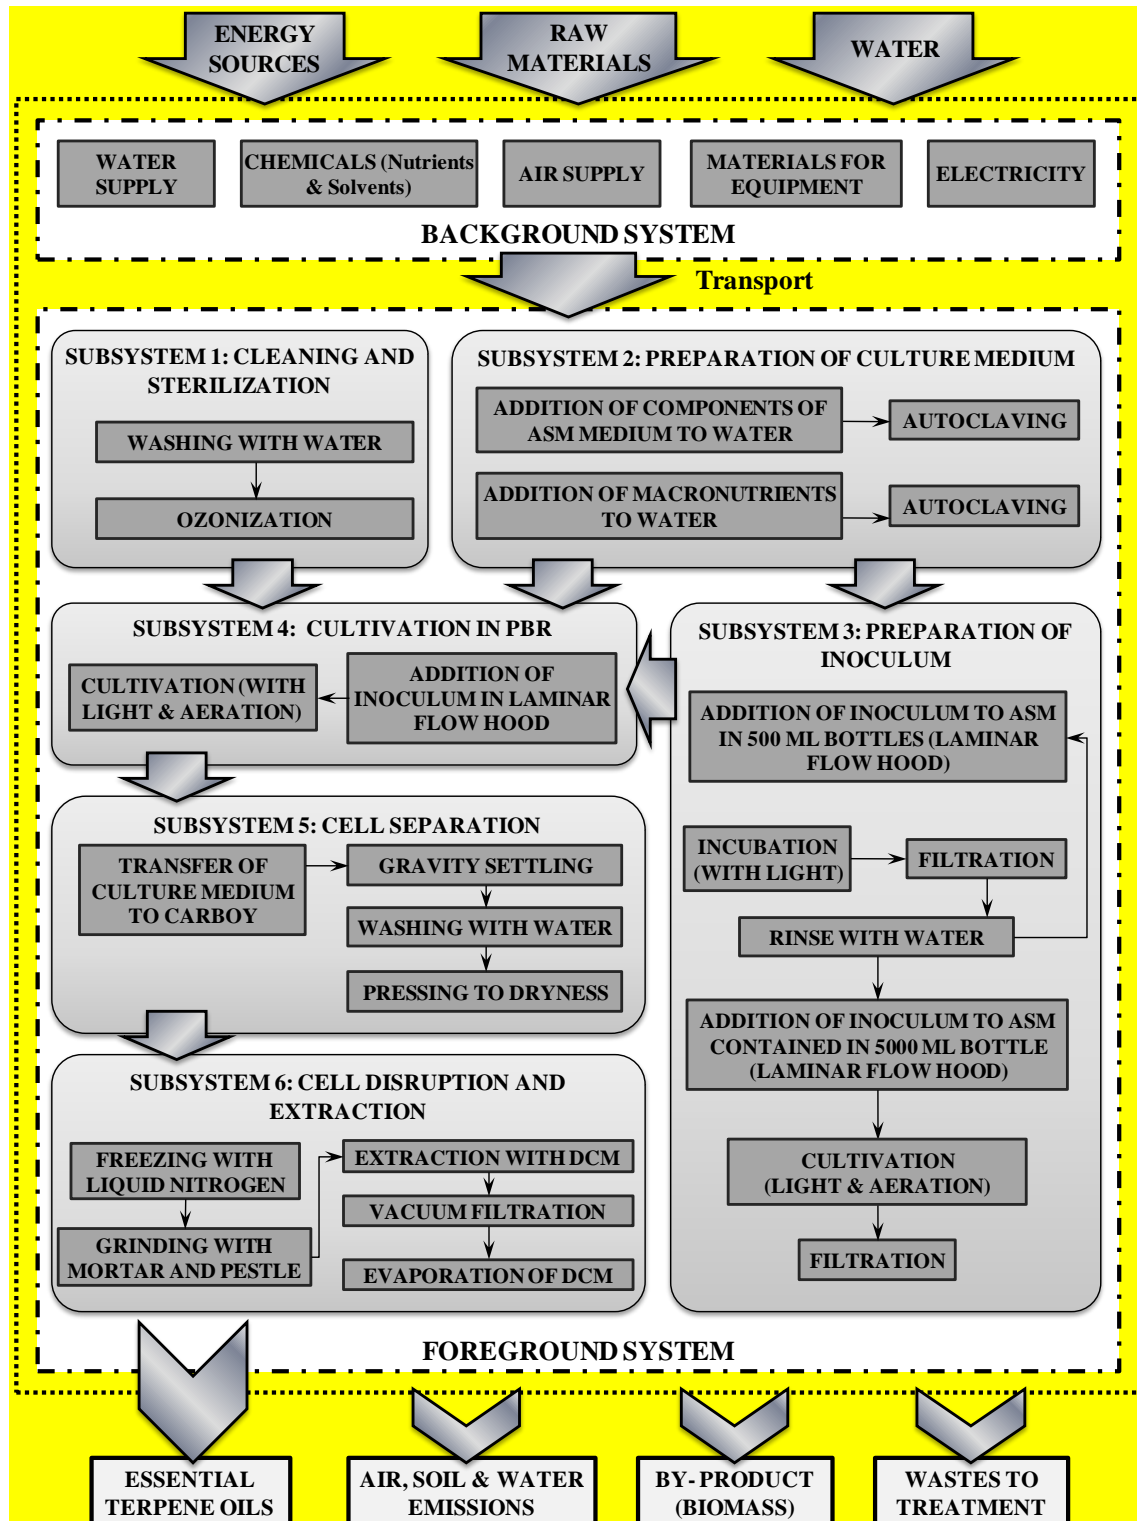 ENERGY
SOURCES
RAW
MATERIALS
WATER
WATER
SUPPLY
CHEMICALS (Nutrients
& Solvents)
AIR SUPPLY
MATERIALS FOR
EQUIPMENT
ELECTRICITY
BACKGROUND SYSTEM
Transport
SUBSYSTEM 1: CLEANING AND
STERILIZATION
WASHING WITH WATER
OZONIZATION
SUBSYSTEM 2: PREPARATION OF CULTURE MEDIUM
ADDITION OF COMPONENTS OF
ASM MEDIUM TO WATER
AUTOCLAVING
ADDITION OF MACRONUTRIENTS
TO WATER
AUTOCLAVING
SUBSYSTEM 4: CULTIVATION IN PBR
CULTIVATION (WITH
LIGHT & AERATION)
ADDITION OF
INOCULUM IN LAMINAR
FLOW HOOD
SUBSYSTEM 3: PREPARATION OF
INOCULUM
ADDITION OF INOCULUM TO ASM
IN 500 ML BOTTLES (LAMINAR
FLOW HOOD)
INCUBATION
(WITH LIGHT)
FILTRATION
RINSE WITH WATER
ADDITION OF INOCULUM TO ASM
CONTAINED IN 5000 ML BOTTLE
(LAMINAR FLOW HOOD)
CULTIVATION
(LIGHT & AERATION)
FILTRATION
SUBSYSTEM 5: CELL SEPARATION
TRANSFER OF
CULTURE MEDIUM
TO CARBOY
GRAVITY SETTLING
WASHING WITH WATER
PRESSING TO DRYNESS
SUBSYSTEM 6: CELL DISRUPTION AND
EXTRACTION
FREEZING WITH
LIQUID NITROGEN
GRINDING WITH
MORTAR AND PESTLE
EXTRACTION WITH DCM
VACUUM FILTRATION
EVAPORATION OF DCM
FOREGROUND SYSTEM
ESSENTIAL
TERPENE OILS
AIR, SOIL & WATER
EMISSIONS
BY- PRODUCT
(BIOMASS)
WASTES TO
TREATMENT